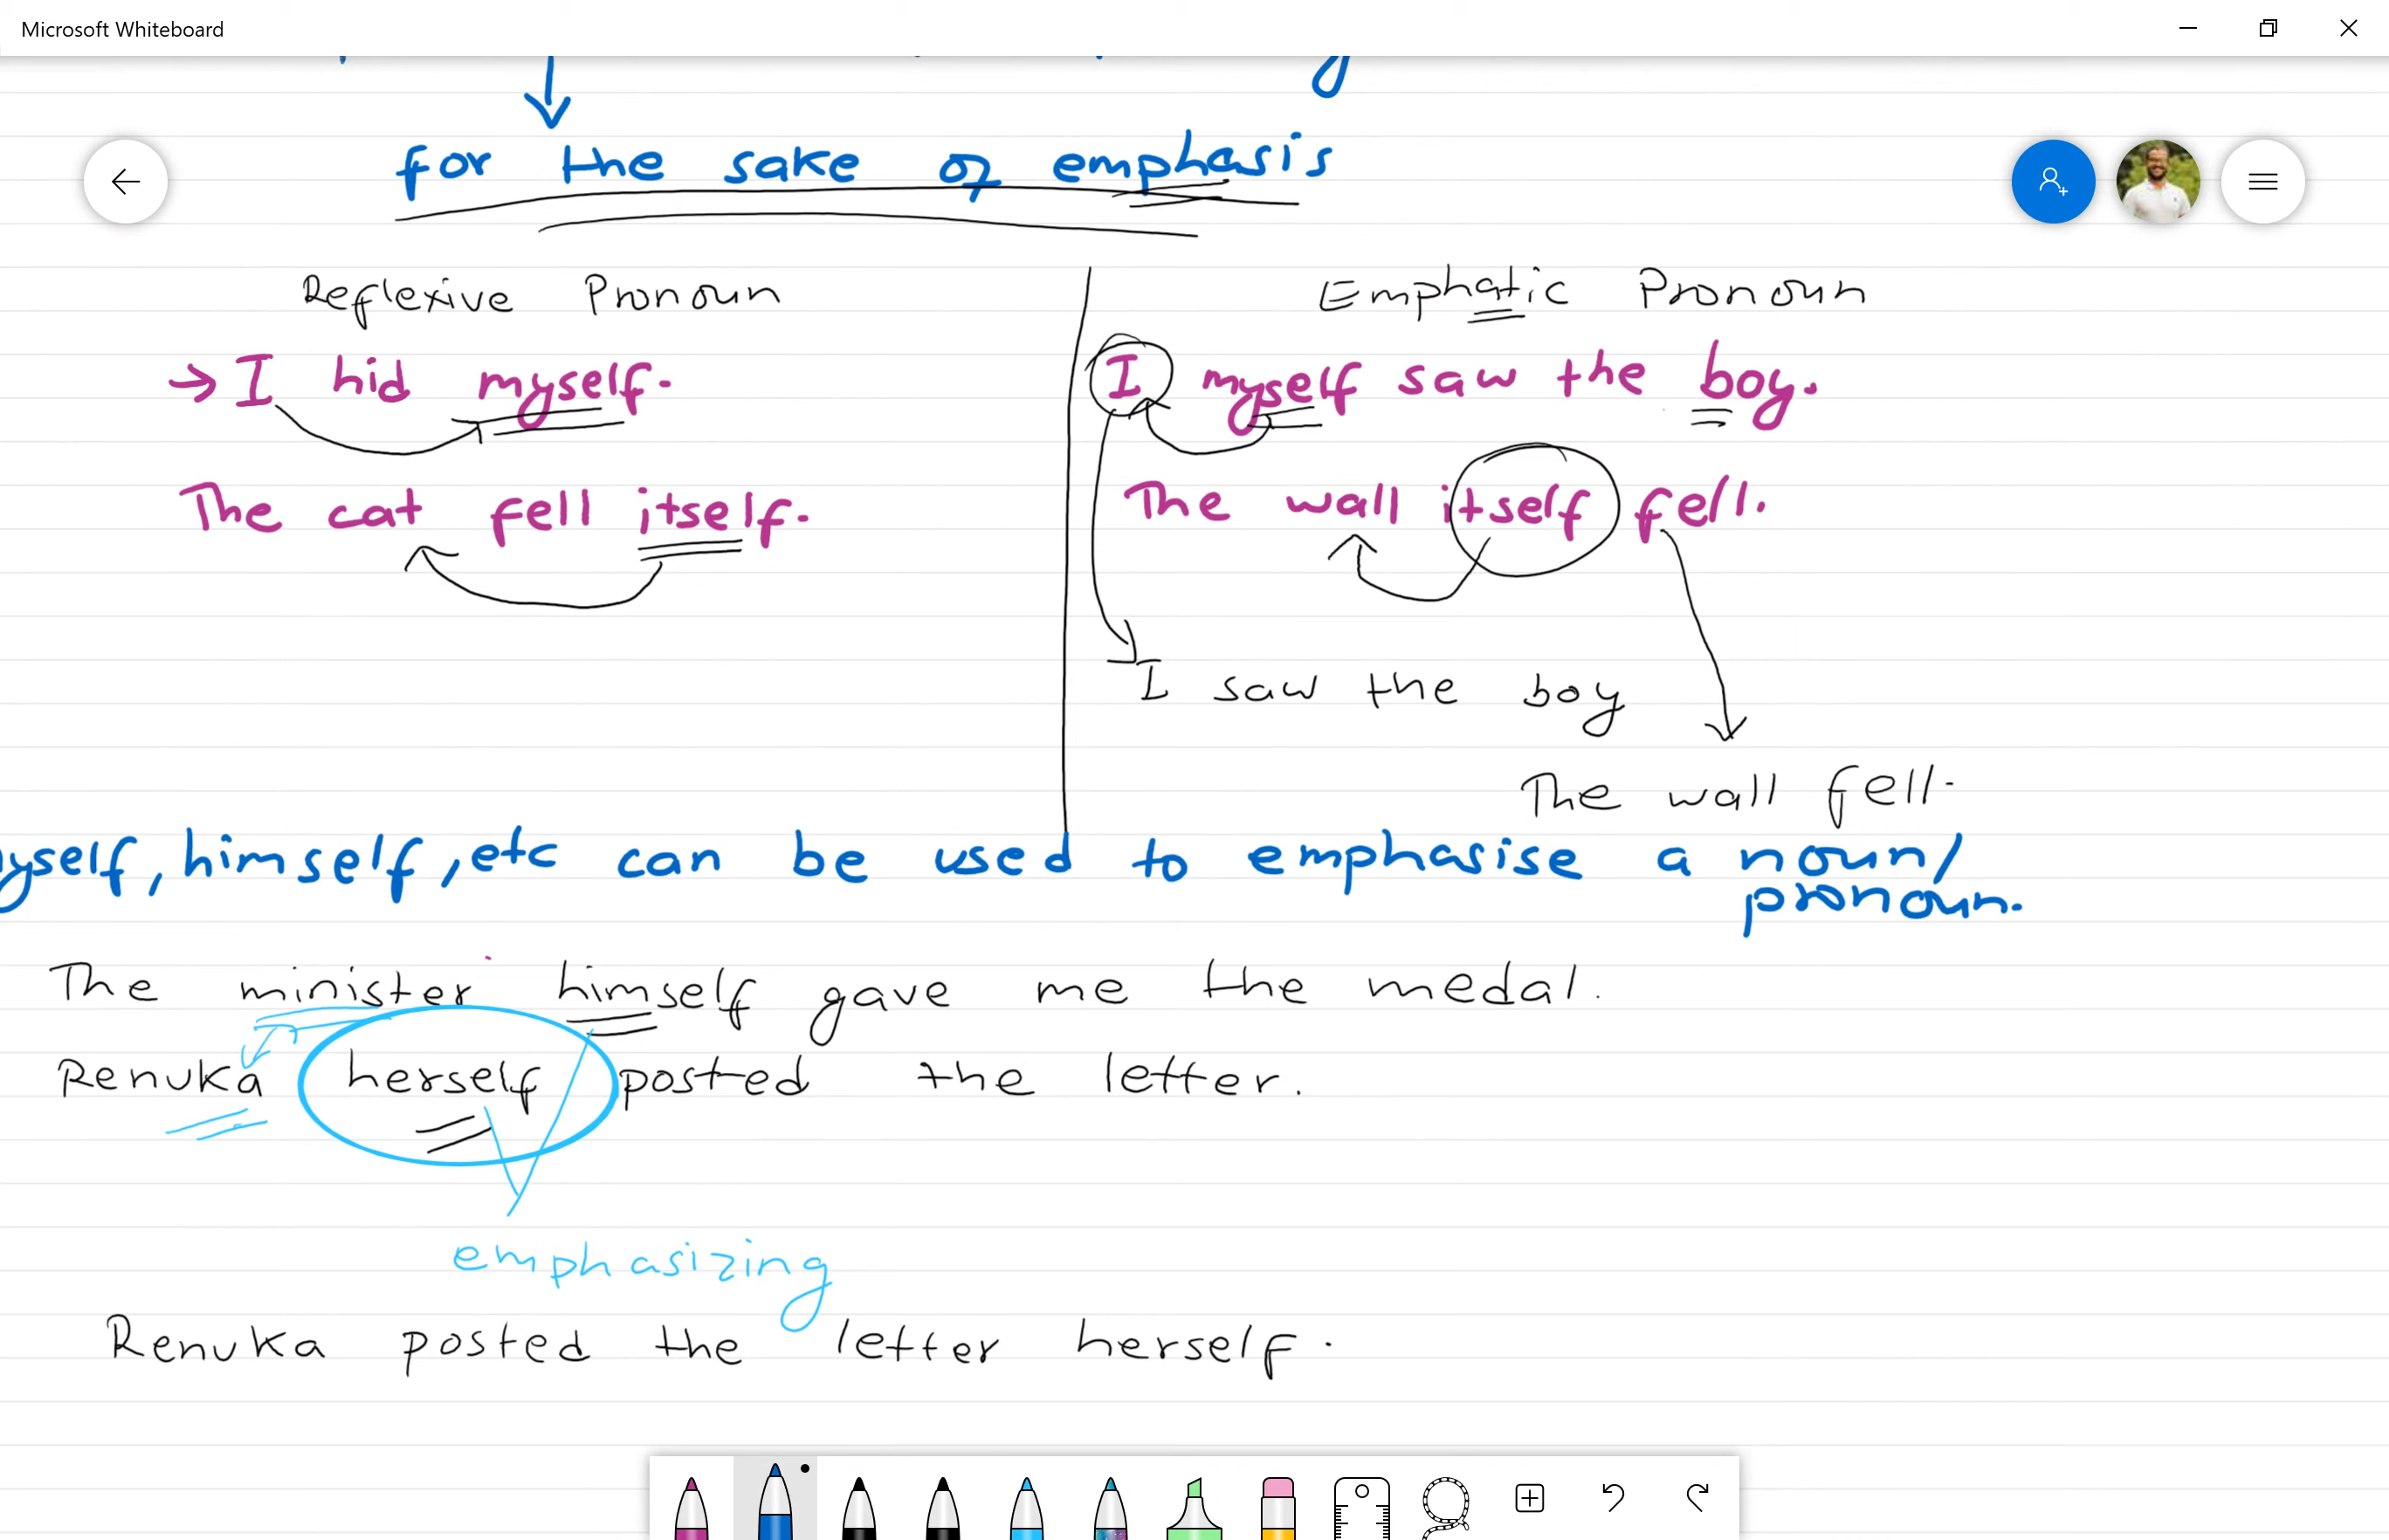 Microsoft Whiteboard
for the sake of emphasis
Reflexive Pronoun
→ I hid myself.
The cat fell itself.
Emphatic Pronoun
I myself saw the boy.
The wall itself fell.
I saw the boy
The wall fell.
yself, himself, etc can be used to emphasise a noun/
pronoun.
The minister himself gave me the medal.
Renuka herself posted the letter.
emphasizing
Renuka posted the letter herself.